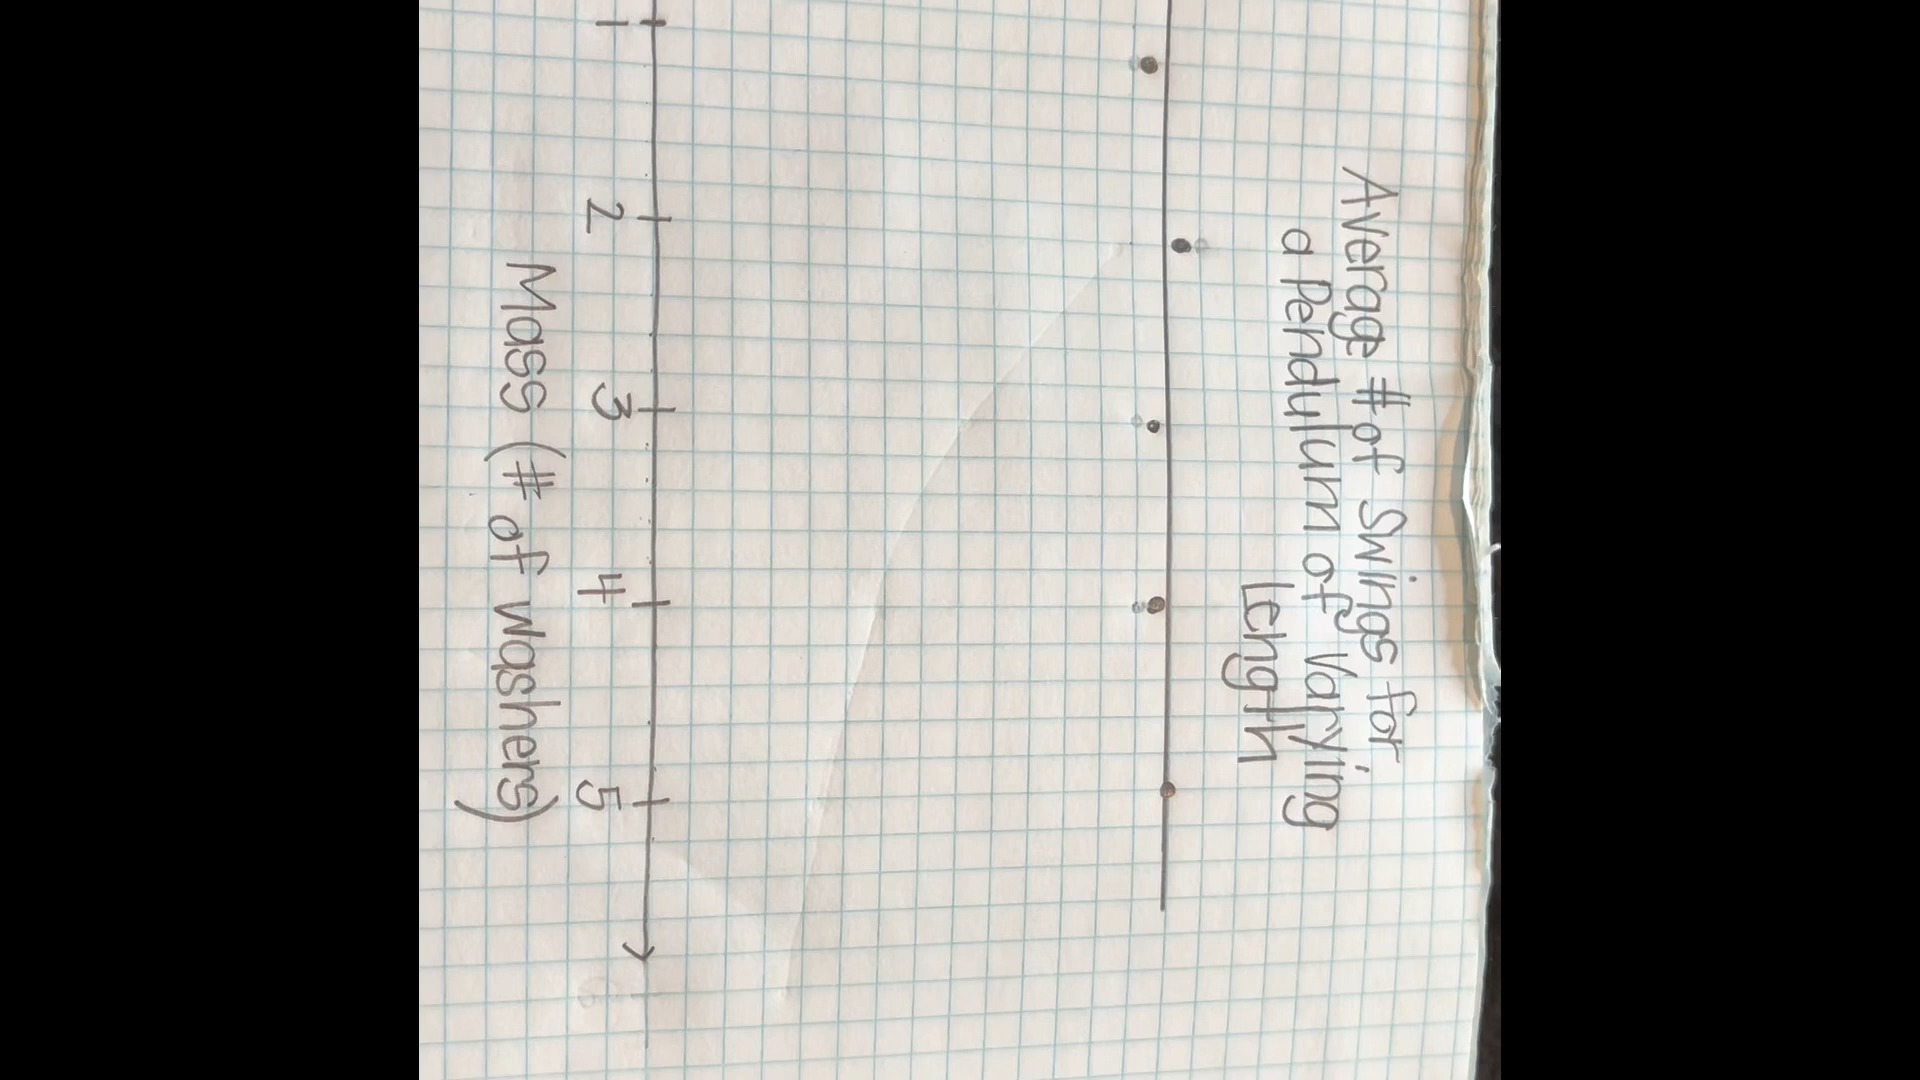 Average # of Swings for
a Pendulum of Varying
Length
1 2 3 4 5
Mass (# of washers)